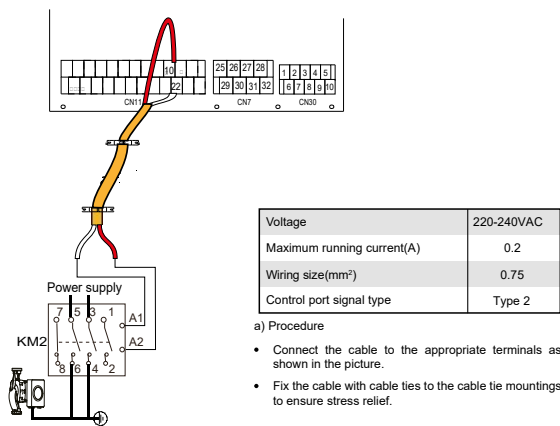 10
22
CN11
25 26 27 28
29 30 31 32
CN7
1 2 3 4 5
6 7 8 9 10
CN30
Power supply
7 5 3 1
A1
KM2
A2
8 6 4 2
Voltage 220-240VAC
Maximum running current(A) 0.2
Wiring size(mm²) 0.75
Control port signal type Type 2
a) Procedure
• Connect the cable to the appropriate terminals as
shown in the picture.
• Fix the cable with cable ties to the cable tie mountings
to ensure stress relief.